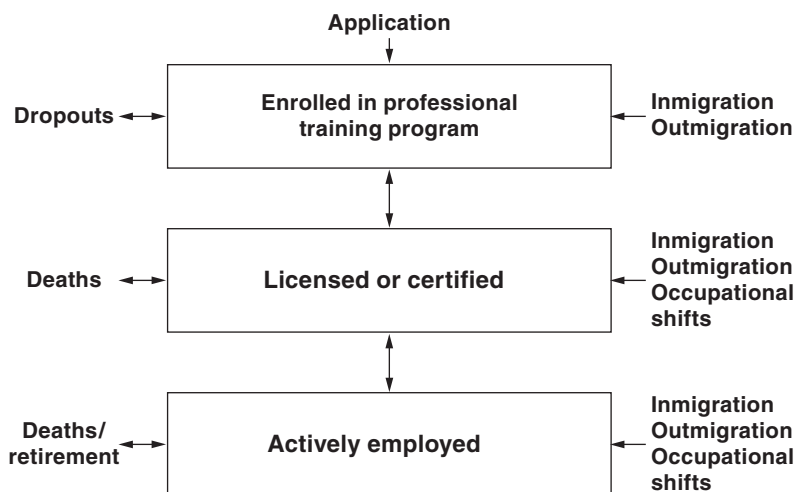 Application
Enrolled in professional
training program
Dropouts
Inmigration
Outmigration
Licensed or certified
Deaths
Inmigration
Outmigration
Occupational
shifts
Actively employed
Deaths/
retirement
Inmigration
Outmigration
Occupational
shifts